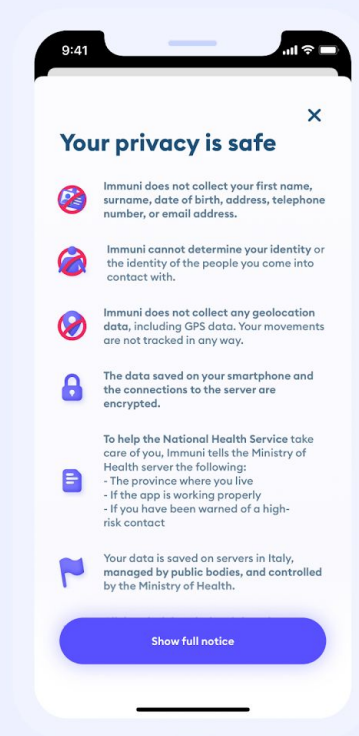 9:41
Your privacy is safe
Immuni does not collect your first name,
surname, date of birth, address, telephone
number, or email address.
Immuni cannot determine your identity or
the identity of the people you come into
contact with.
Immuni does not collect any geolocation
data, including GPS data. Your movements
are not tracked in any way.
The data saved on your smartphone and
the connections to the server are
encrypted.
To help the National Health Service take
care of you, Immuni tells the Ministry of
Health server the following:
- The province where you live
- If the app is working properly
- If you have been warned of a high-
risk contact
Your data is saved on servers in Italy,
managed by public bodies, and controlled
by the Ministry of Health.
Show full notice